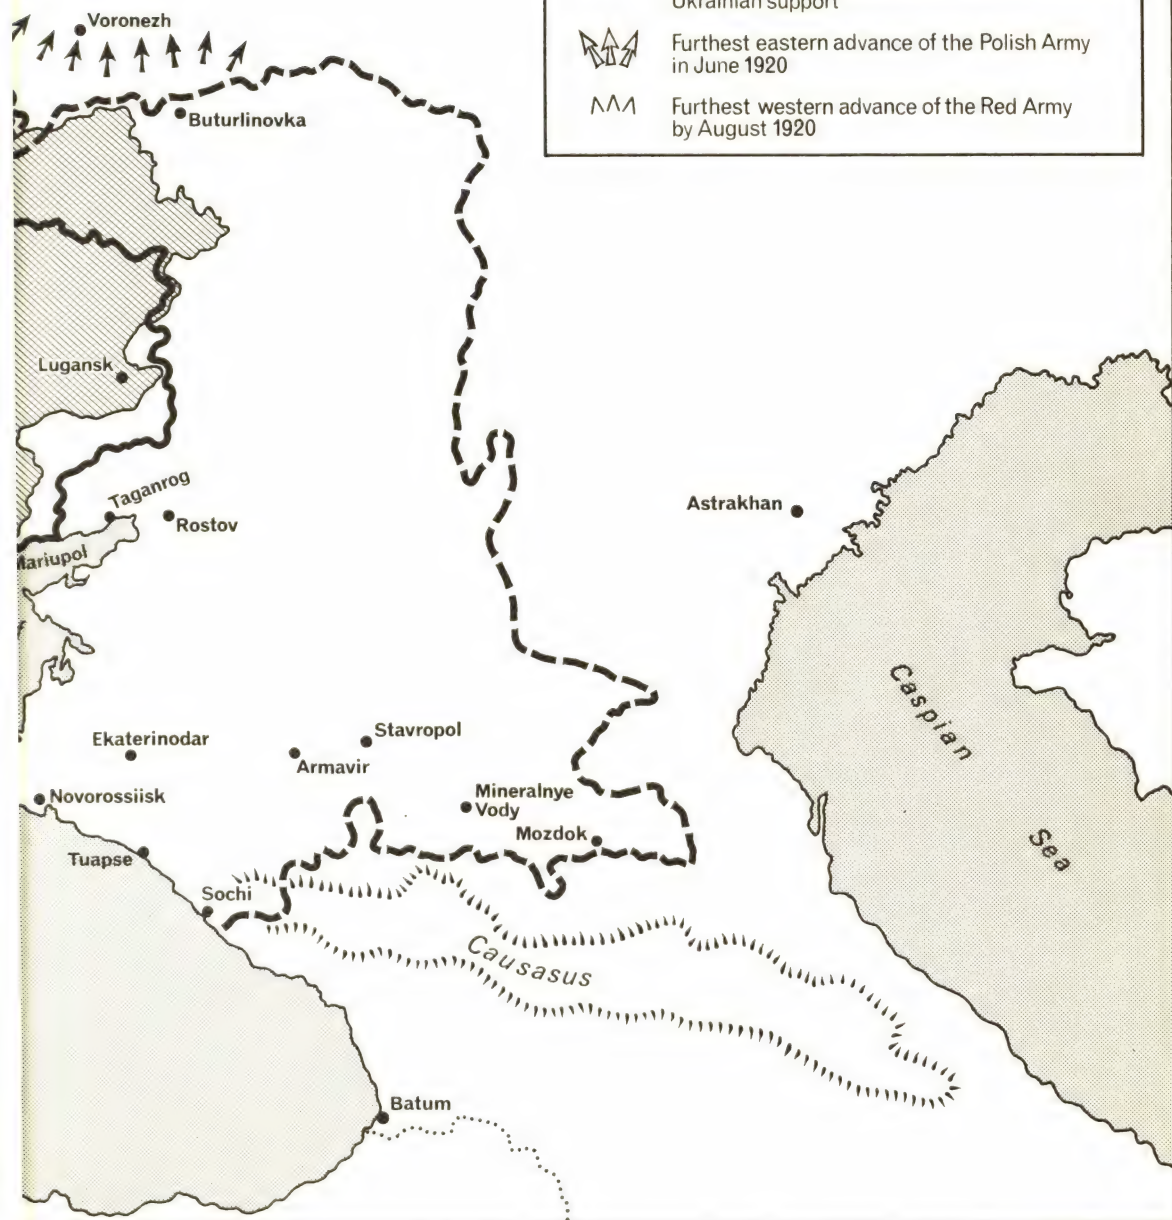 Ukrainian support
Furthest eastern advance of the Polish Army
in June 1920
Furthest western advance of the Red Army
by August 1920
Voronezh
Buturlinovka
Lugansk
Taganrog
Rostov
Mariupol
Astrakhan
Caspian
Sea
Ekaterinodar
Stavropol
Armavir
Novorossiisk
Mineralnye
Vody
Mozdok
Tuapse
Sochi
Causasus
Batum